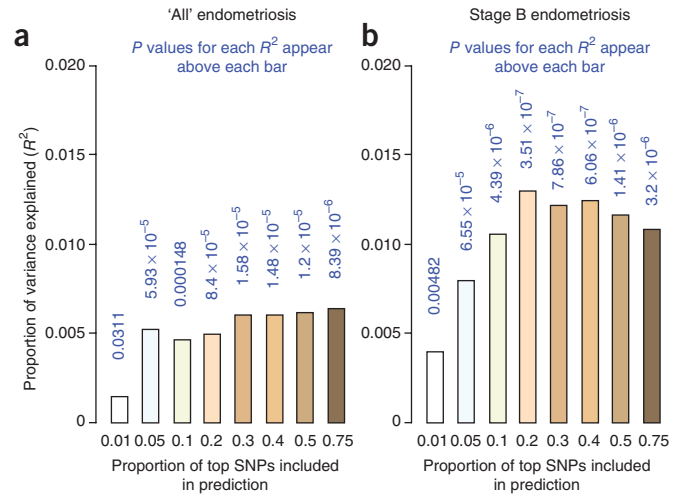 a
'All' endometriosis
P values for each R² appear
above each bar
Proportion of variance explained (R²)
0.020
0.015
0.010
0.005
0
0.0311
5.93 × 10⁻⁵
0.000148
8.4 × 10⁻⁵
1.58 × 10⁻⁵
1.48 × 10⁻⁵
1.2 × 10⁻⁵
8.39 × 10⁻⁶
0.01 0.05 0.1 0.2 0.3 0.4 0.5 0.75
Proportion of top SNPs included
in prediction
b
Stage B endometriosis
P values for each R² appear
above each bar
0.020
0.015
0.010
0.005
0
0.00482
6.55 × 10⁻⁵
4.39 × 10⁻⁶
3.51 × 10⁻⁷
7.86 × 10⁻⁷
6.06 × 10⁻⁷
1.41 × 10⁻⁶
3.2 × 10⁻⁶
0.01 0.05 0.1 0.2 0.3 0.4 0.5 0.75
Proportion of top SNPs included
in prediction